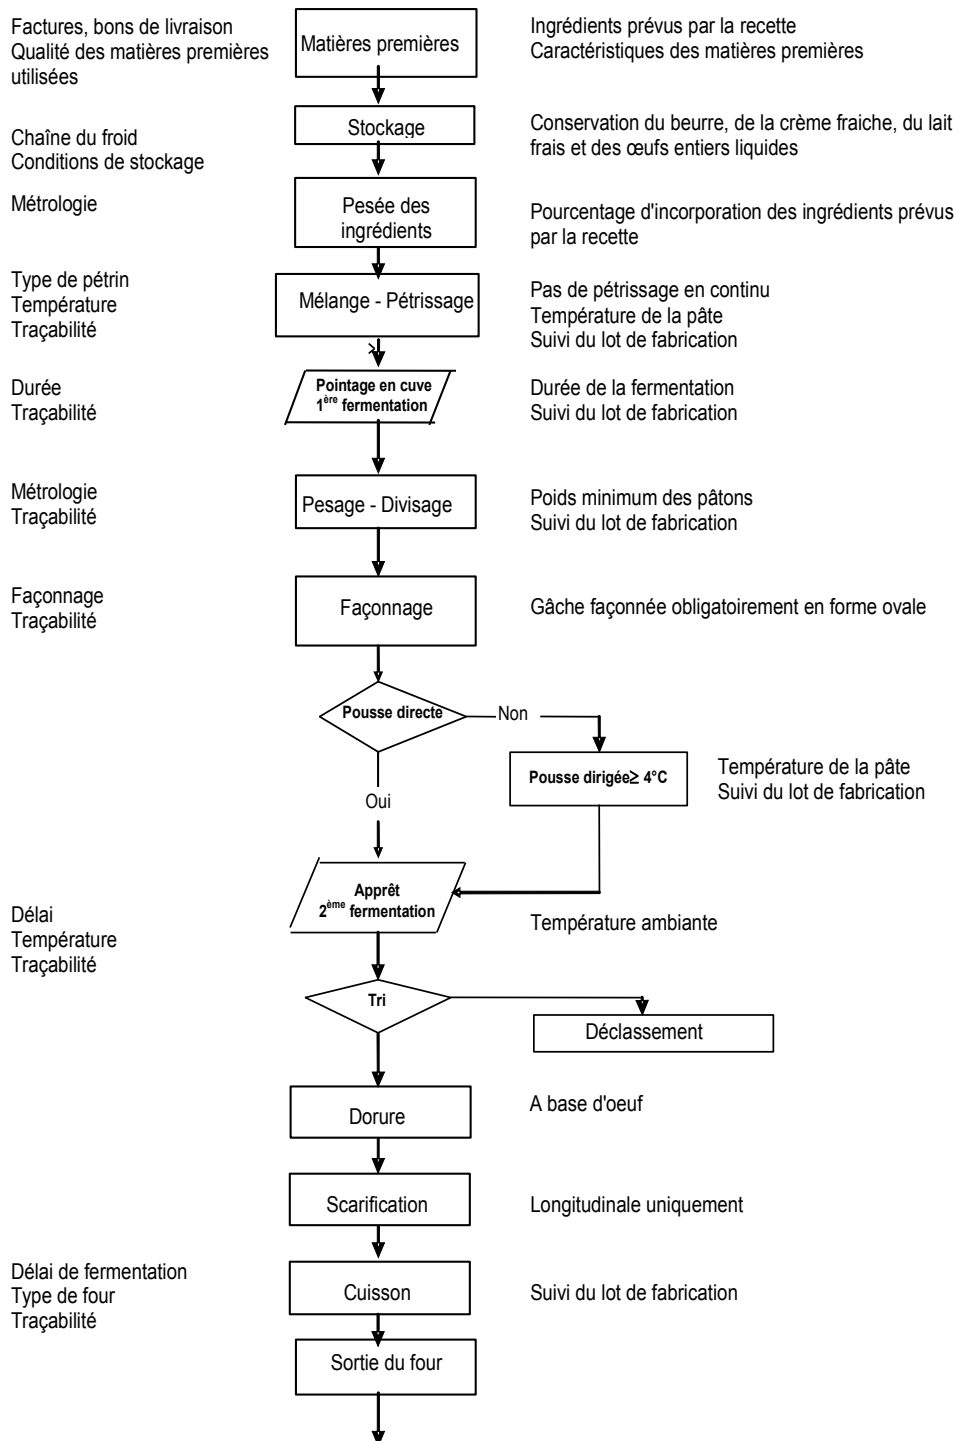 Factures, bons de livraison
Qualité des matières premières
utilisées
Matières premières
Ingrédients prévus par la recette
Caractéristiques des matières premières
Chaîne du froid
Conditions de stockage
Stockage
Conservation du beurre, de la crème fraiche, du lait
frais et des œufs entiers liquides
Métrologie
Pesée des
ingrédients
Pourcentage d'incorporation des ingrédients prévus
par la recette
Type de pétrin
Température
Traçabilité
Mélange - Pétrissage
Pas de pétrissage en continu
Température de la pâte
Suivi du lot de fabrication
Durée
Traçabilité
Pointage en cuve
1ère fermentation
Durée de la fermentation
Suivi du lot de fabrication
Métrologie
Traçabilité
Pesage - Divisage
Poids minimum des pâtons
Suivi du lot de fabrication
Façonnage
Traçabilité
Façonnage
Gâche façonnée obligatoirement en forme ovale
Pousse directe
Non
Pousse dirigée≥ 4°C
Température de la pâte
Suivi du lot de fabrication
Oui
Apprêt
2ème fermentation
Délai
Température
Traçabilité
Température ambiante
Tri
Déclassement
Dorure
A base d'oeuf
Scarification
Longitudinale uniquement
Délai de fermentation
Type de four
Traçabilité
Cuisson
Suivi du lot de fabrication
Sortie du four